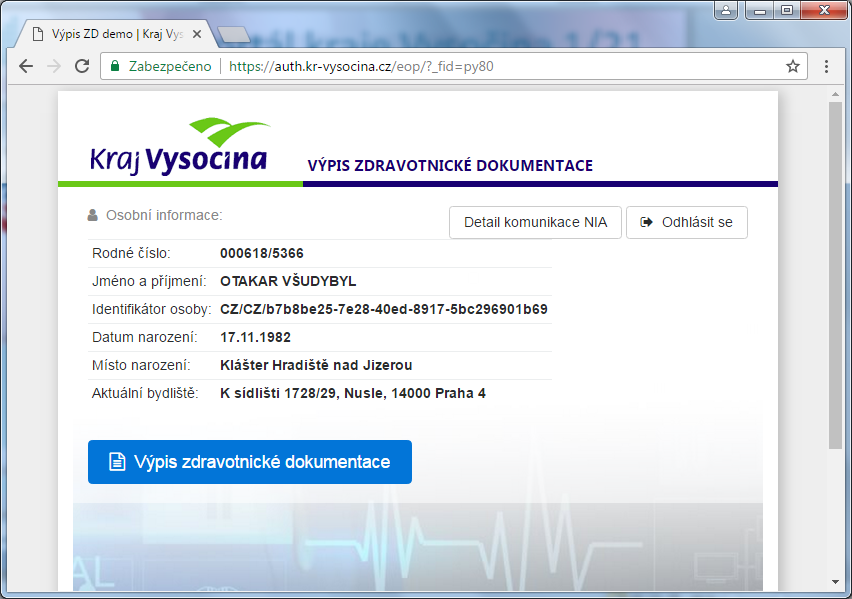 Výpis ZD demo | Kraj Vys
Zabezpečeno
https://auth.kr-vysocina.cz/eop/?_fid=py80
Kraj Vysocina
VÝPIS ZDRAVOTNICKÉ DOKUMENTACE
Osobní informace:
Detail komunikace NIA
Odhlásit se
Rodné číslo: 000618/5366
Jméno a příjmení: OTAKAR VŠUDYBYL
Identifikátor osoby: CZ/CZ/b7b8be25-7e28-40ed-8917-5bc296901b69
Datum narození: 17.11.1982
Místo narození: Klášter Hradiště nad Jizerou
Aktuální bydliště: K sídlišti 1728/29, Nusle, 14000 Praha 4
Výpis zdravotnické dokumentace